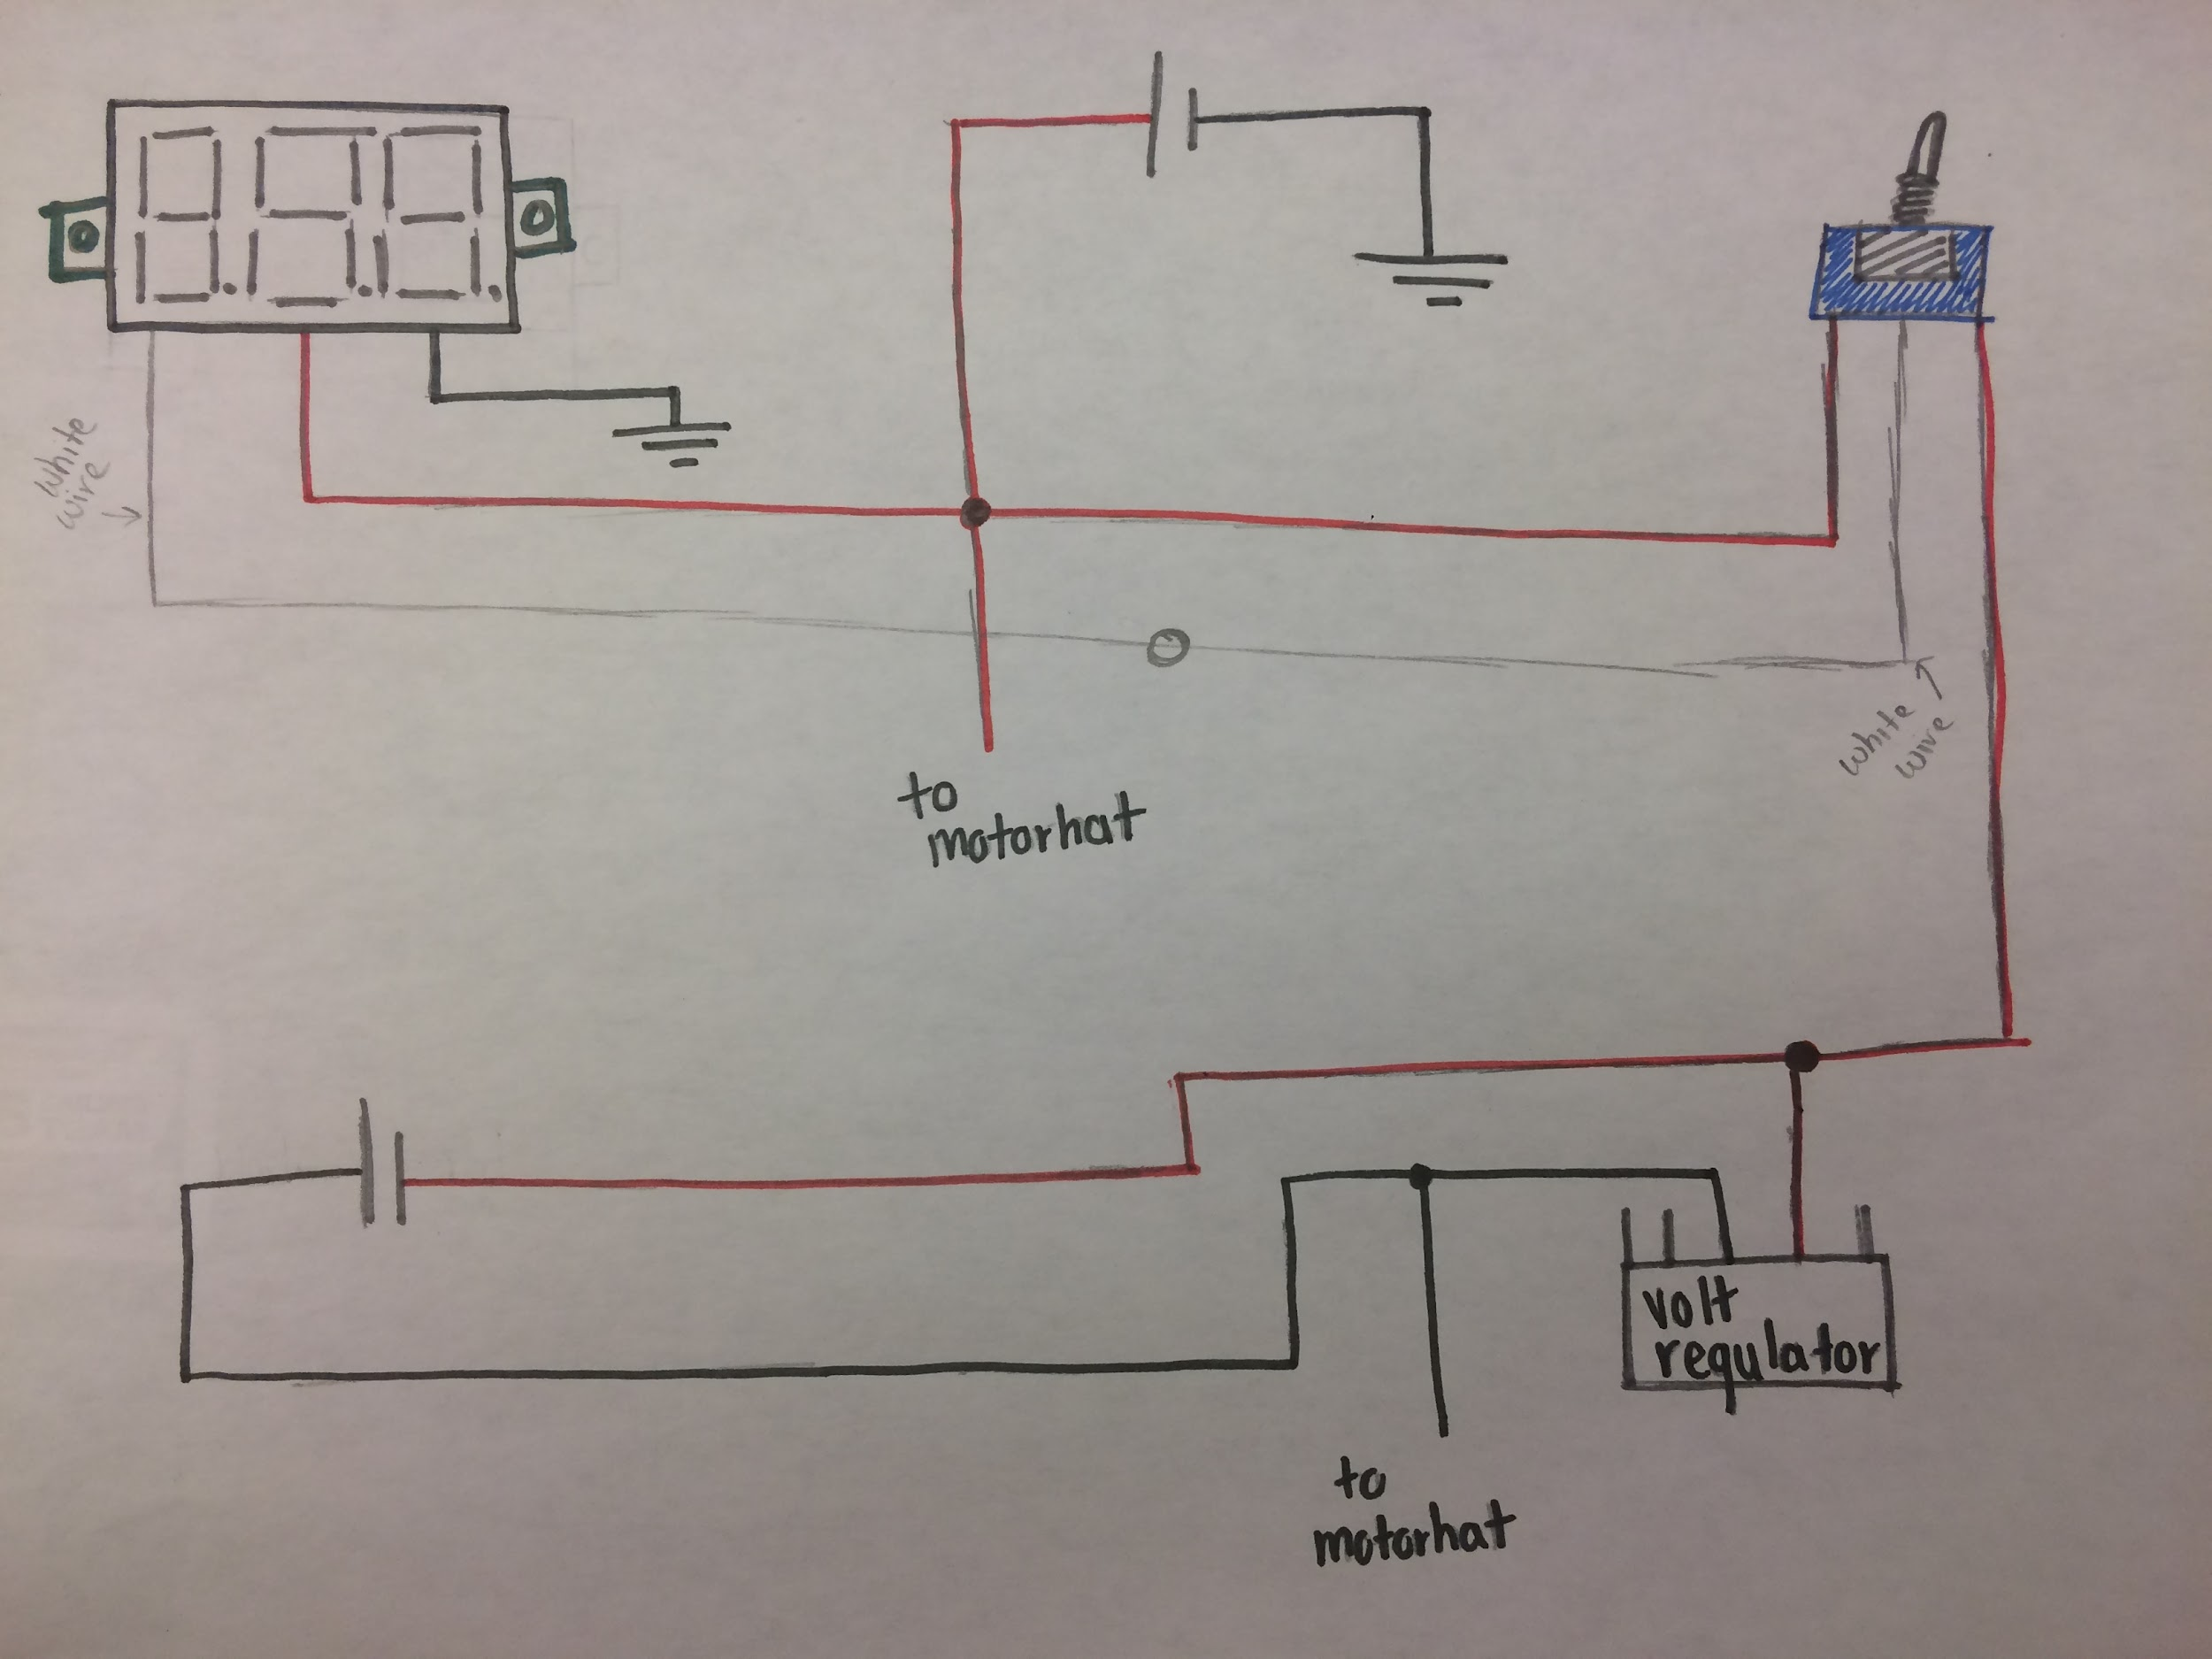 white
wire
to
motorhat
white
wire
volt
regulator
to
motorhat